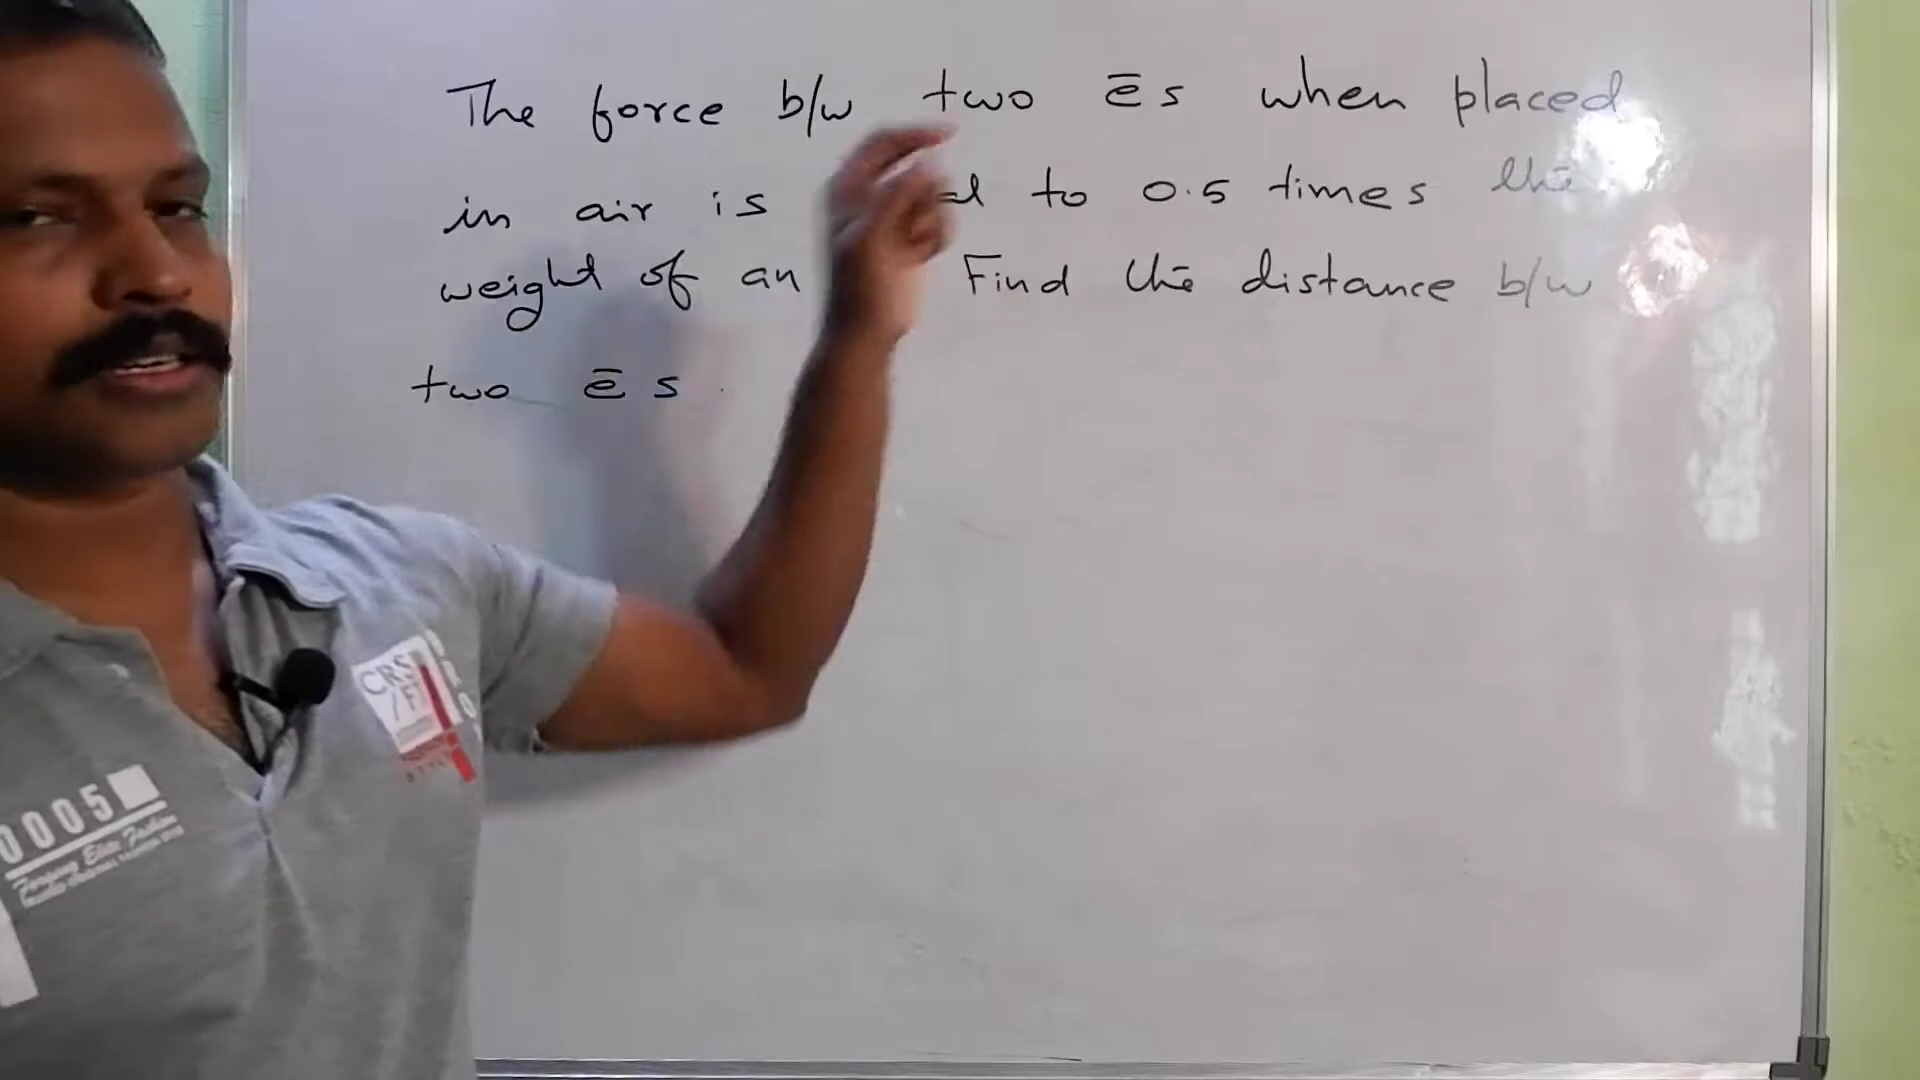 The force b/w two ēs when placed
in air is to 0.5 times the
weight of an Find the distance b/w
two ēs.
CRS
0005